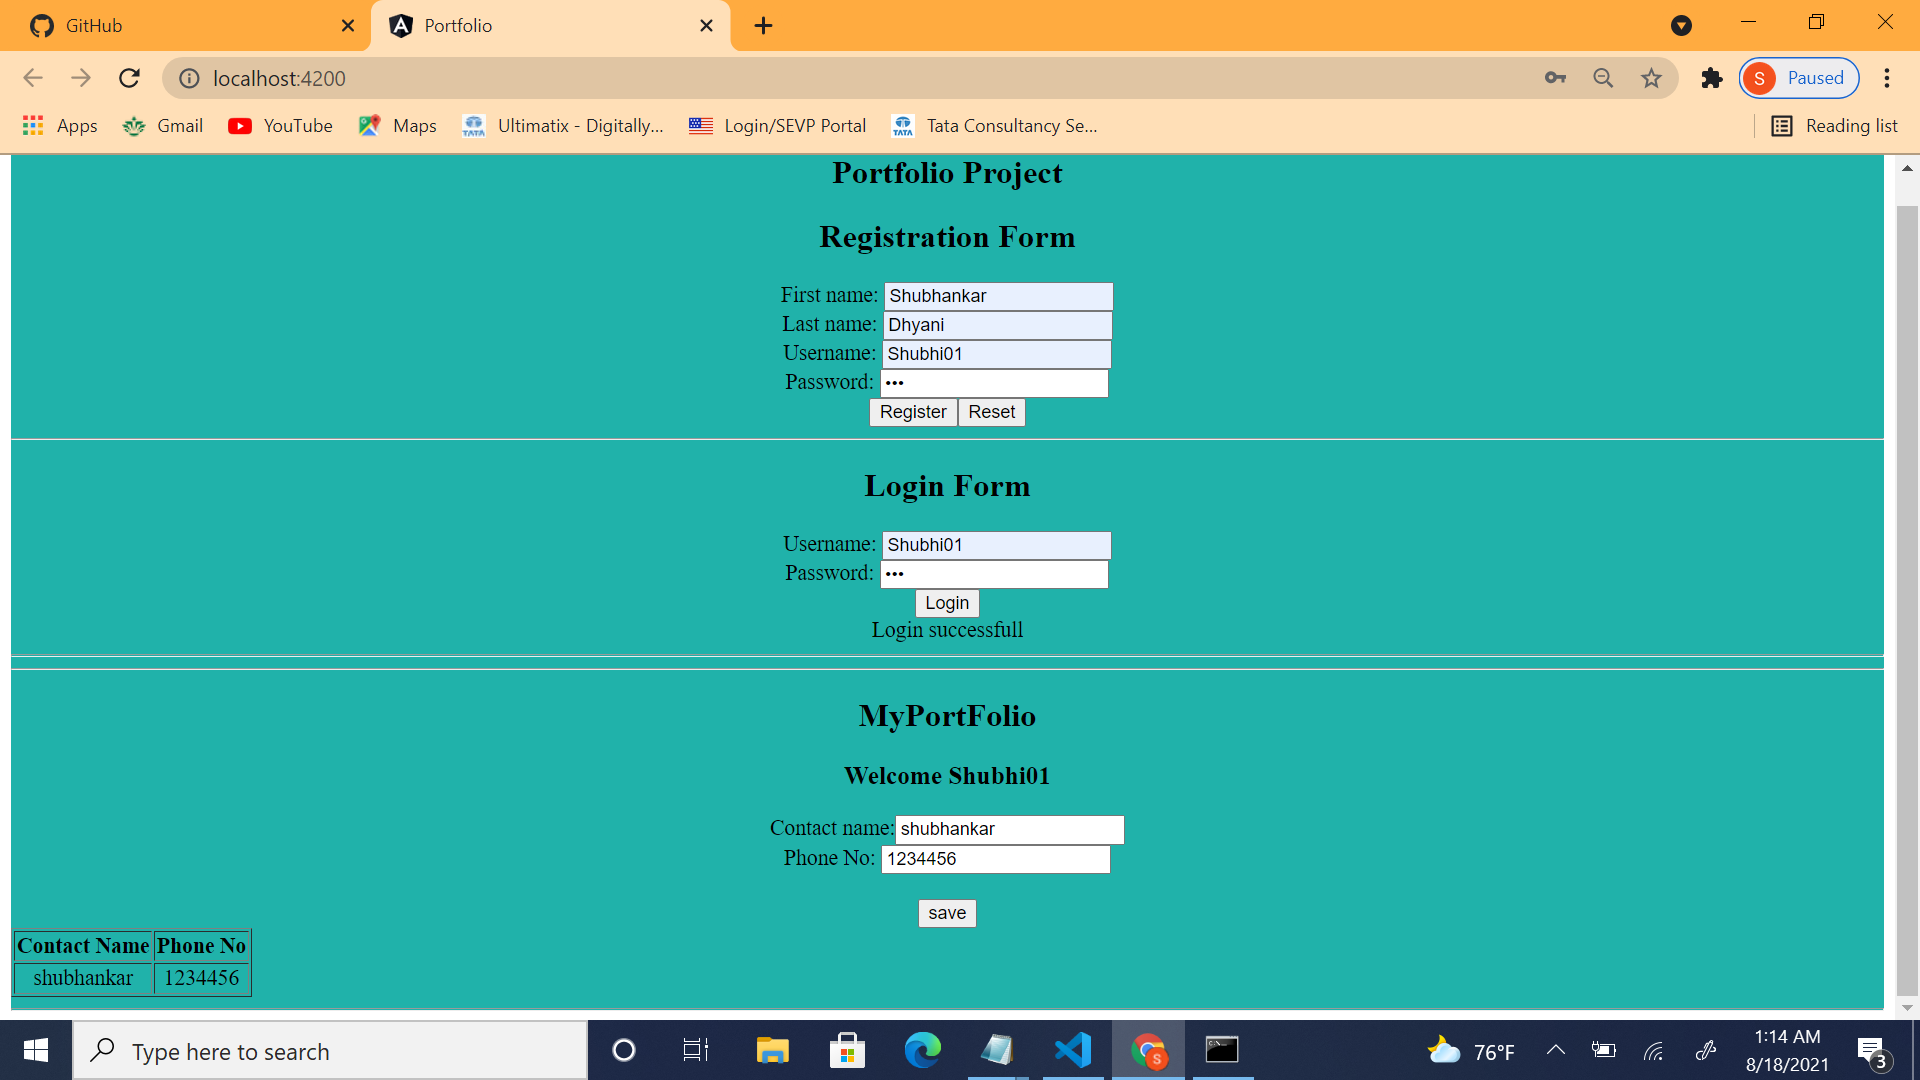 GitHub
Portfolio
localhost:4200
S Paused
Apps Gmail YouTube Maps Ultimatix - Digitally... Login/SEVP Portal Tata Consultancy Se... Reading list
TATA
TATA
Portfolio Project
Registration Form
First name: Shubhankar
Last name: Dhyani
Username: Shubhi01
Password: •••
Register Reset
Login Form
Username: Shubhi01
Password: •••
Login
Login successfull
MyPortFolio
Welcome Shubhi01
Contact name: shubhankar
Phone No: 1234456
save
Contact Name Phone No
shubhankar 1234456
Type here to search
S
76°F
1:14 AM
8/18/2021
3